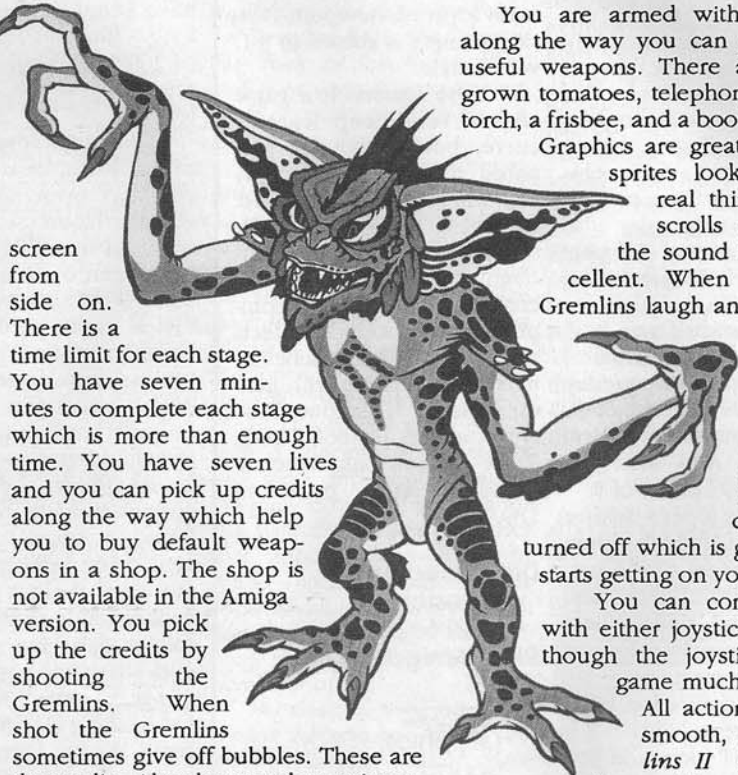 screen
from
side on.
There is a
time limit for each stage.
You have seven min-
utes to complete each stage
which is more than enough
time. You have seven lives
and you can pick up credits
along the way which help
you to buy default weap-
ons in a shop. The shop is
not available in the Amiga
version. You pick
up the credits by
shooting the
Gremlins. When
shot the Gremlins
sometimes give off bubbles. These are
You are armed with
along the way you can
useful weapons. There
grown tomatoes, telephon
torch, a frisbee, and a boo
Graphics are great
sprites look
real thi
scrolls
the sound
cellent. When
Gremlins laugh an
turned off which is g
starts getting on yo
You can con
with either joystic
though the joysti
game much
All action
smooth,
lins II